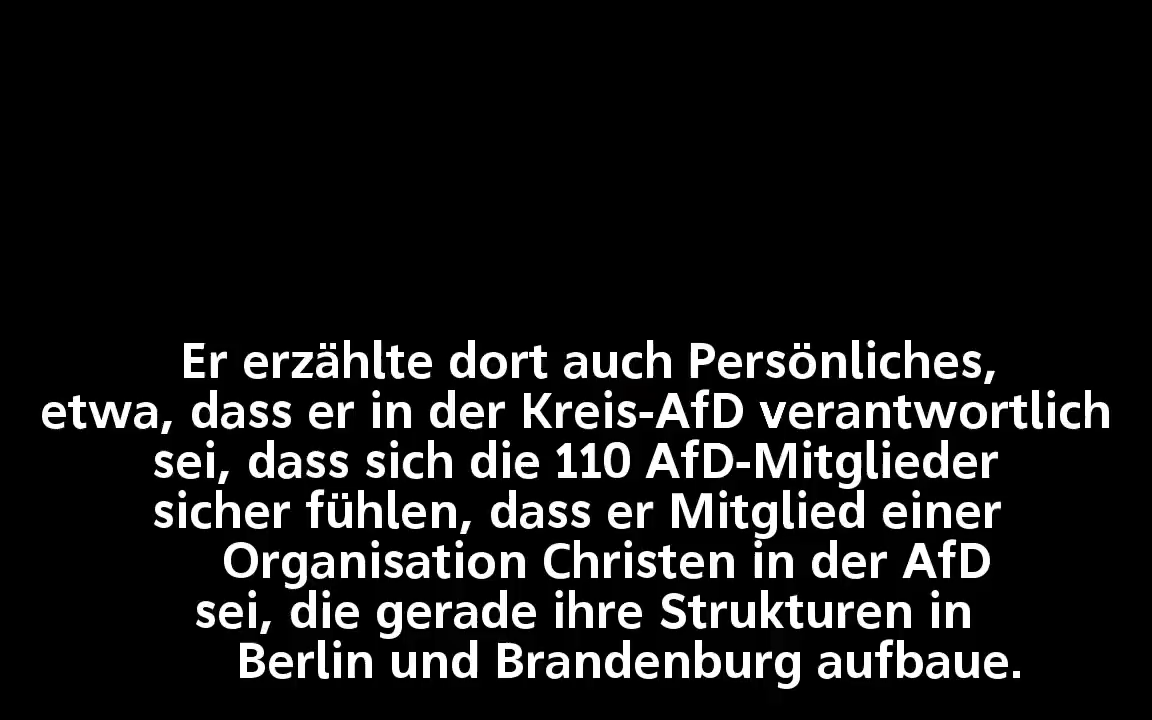 Er erzählte dort auch Persönliches,
etwa, dass er in der Kreis-AfD verantwortlich
sei, dass sich die 110 AfD-Mitglieder
sicher fühlen, dass er Mitglied einer
Organisation Christen in der AfD
sei, die gerade ihre Strukturen in
Berlin und Brandenburg aufbaue.